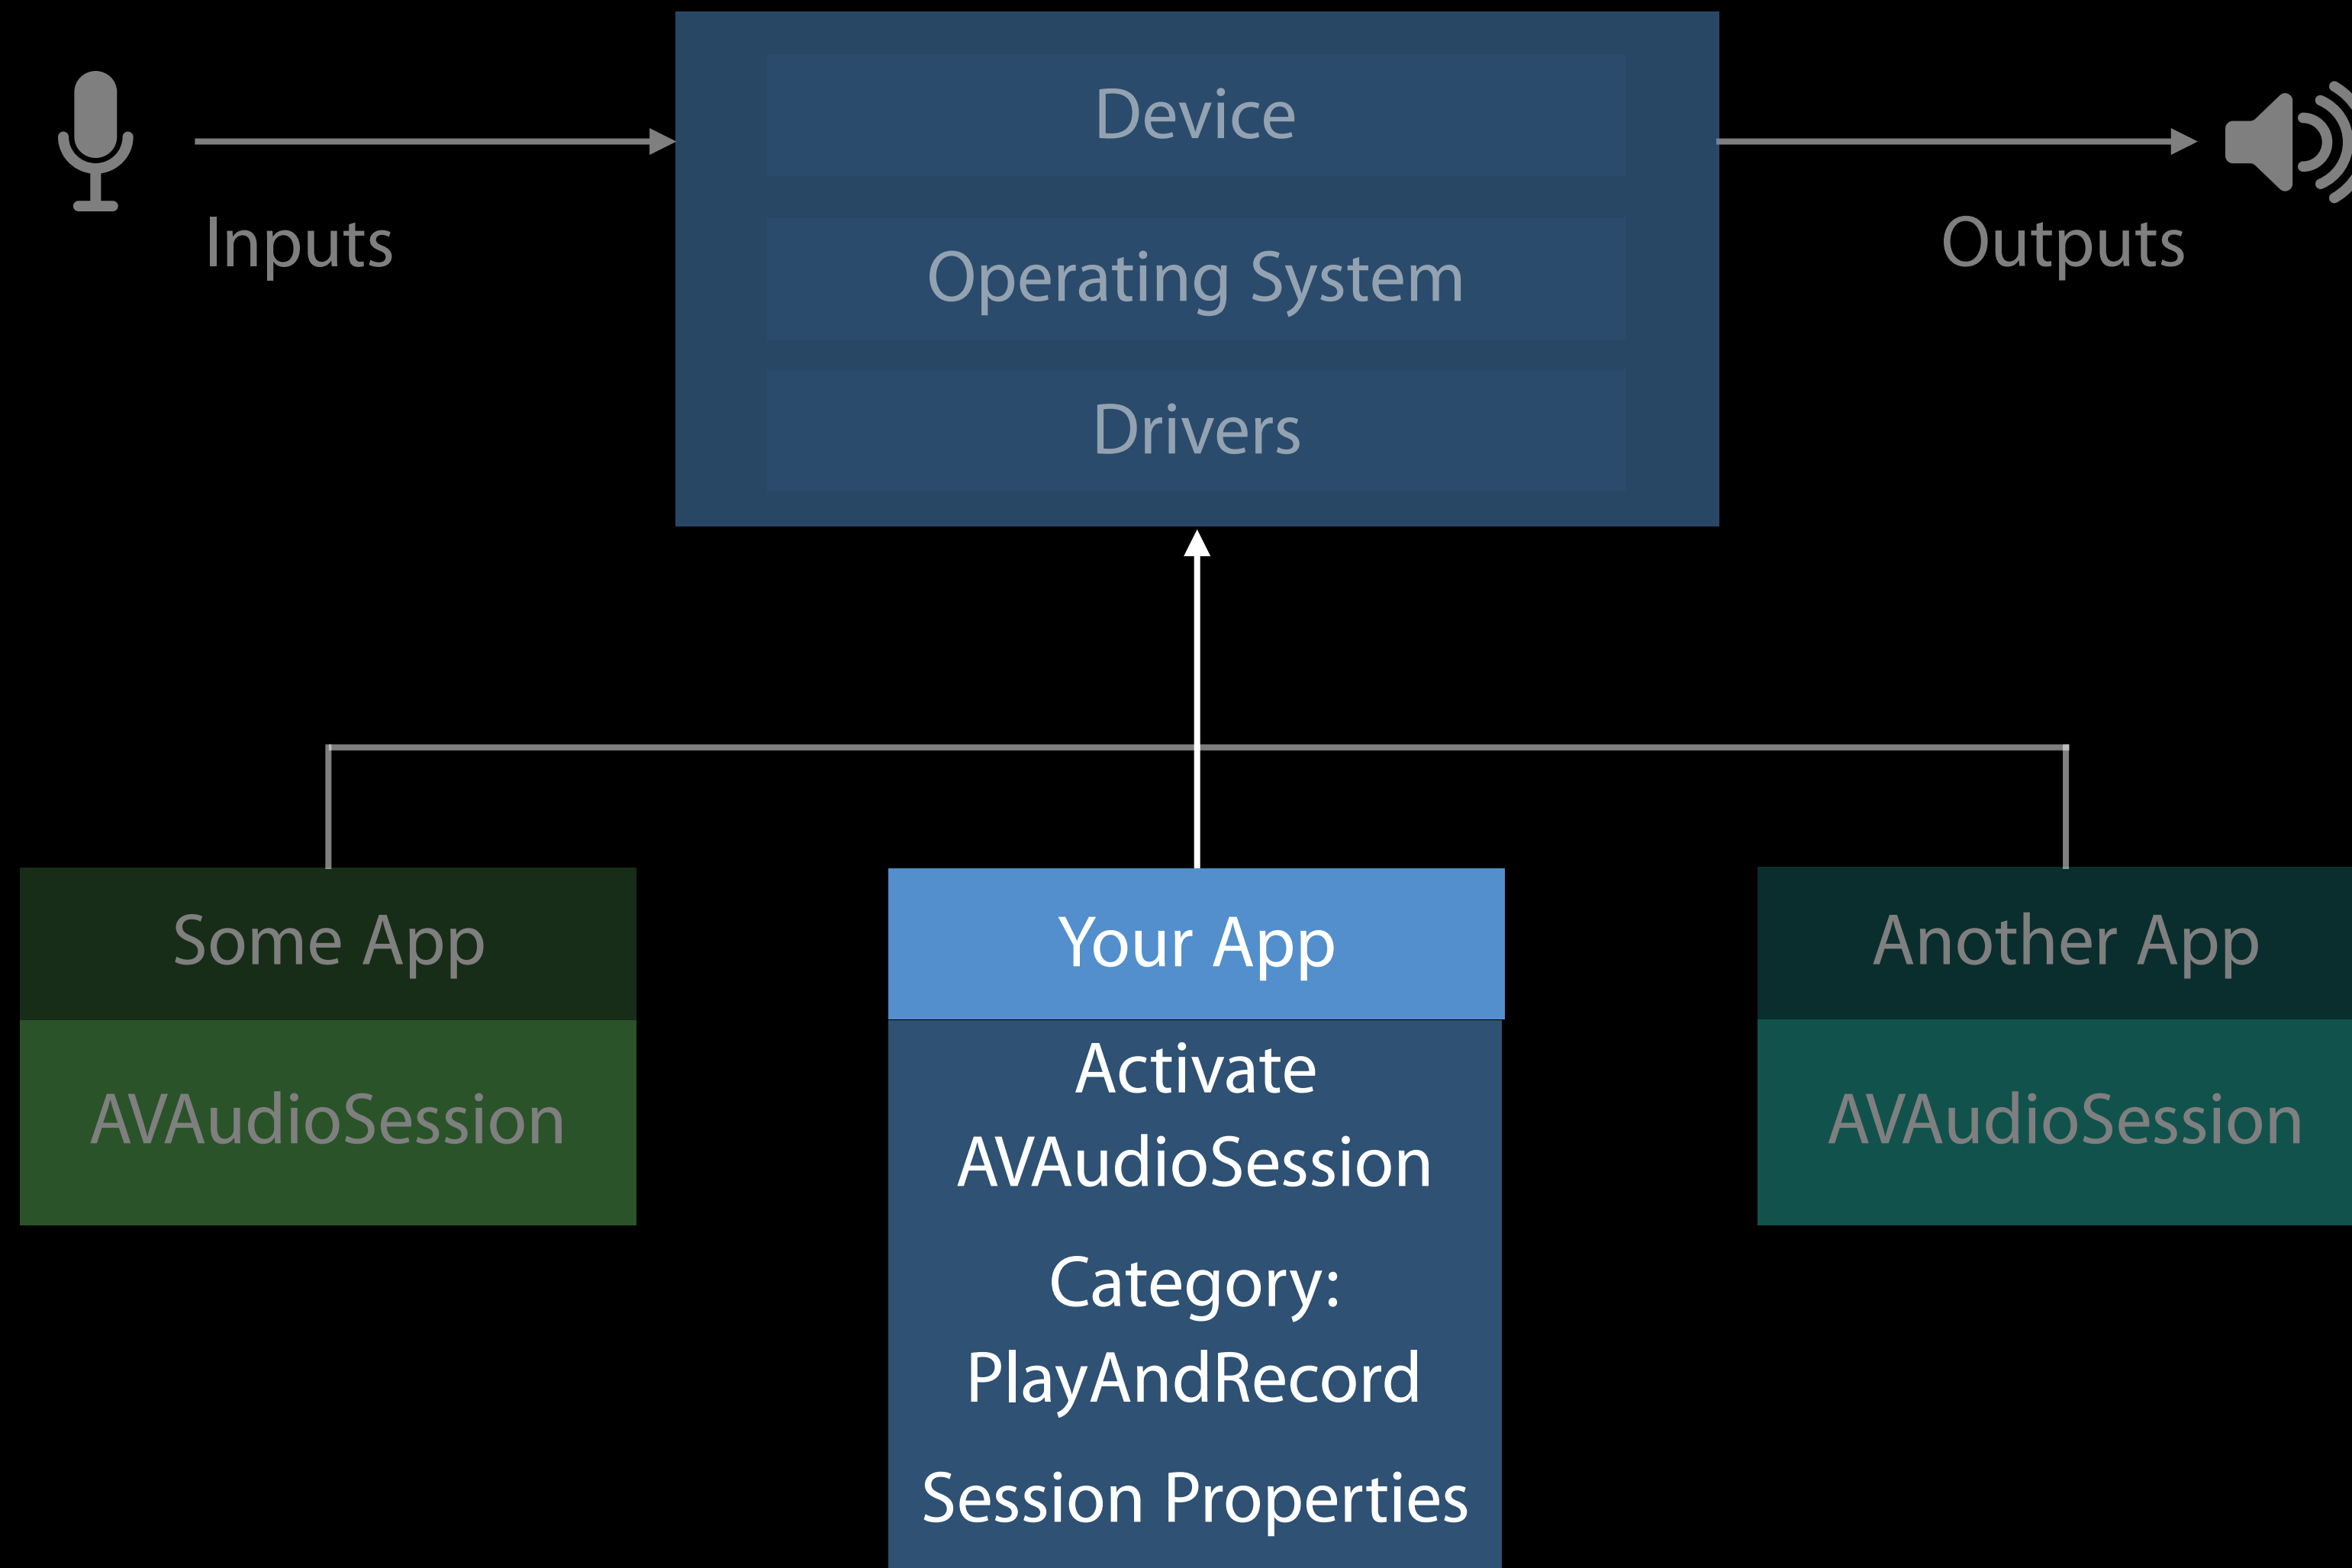 Device
Inputs
Operating System
Outputs
Drivers
Some App
AVAudioSession
Your App
Activate
AVAudioSession
Category:
PlayAndRecord
Session Properties
Another App
AVAudioSession